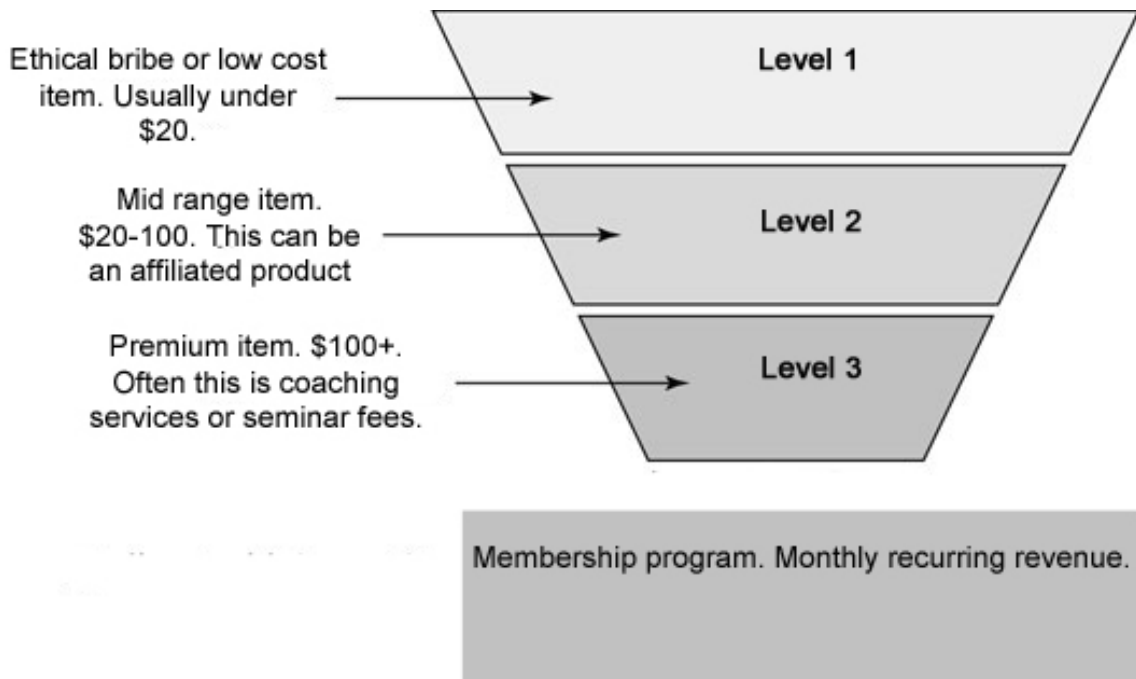 Ethical bribe or low cost
item. Usually under
$20.
Level 1
Mid range item.
$20-100. This can be
an affiliated product
Level 2
Premium item. $100+.
Often this is coaching
services or seminar fees.
Level 3
Membership program. Monthly recurring revenue.